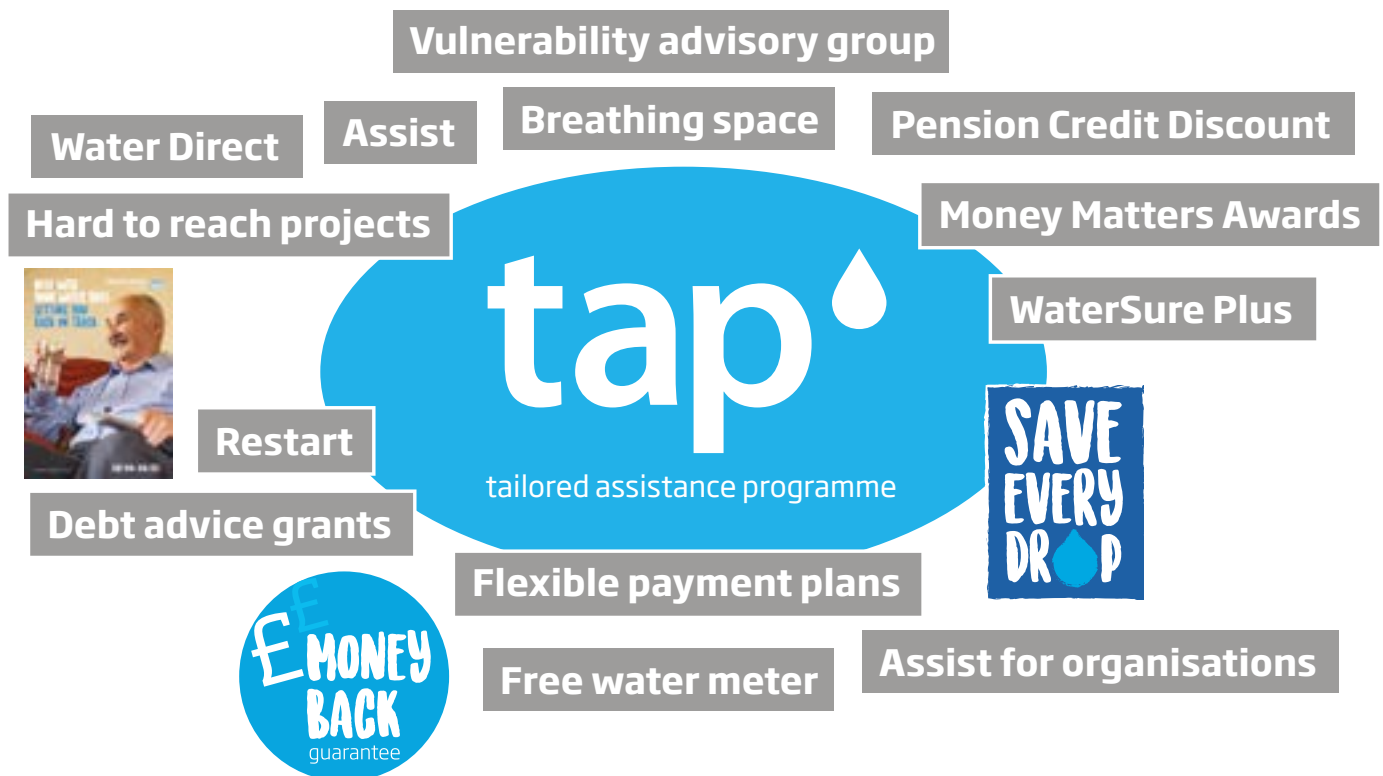 Vulnerability advisory group
Breathing space
Pension Credit Discount
Assist
Water Direct
Money Matters Awards
Hard to reach projects
tap
WaterSure Plus
Restart
tailored assistance programme
SAVE
EVERY
DROP
Debt advice grants
Flexible payment plans
££
MONEY
BACK
guarantee
Free water meter
Assist for organisations